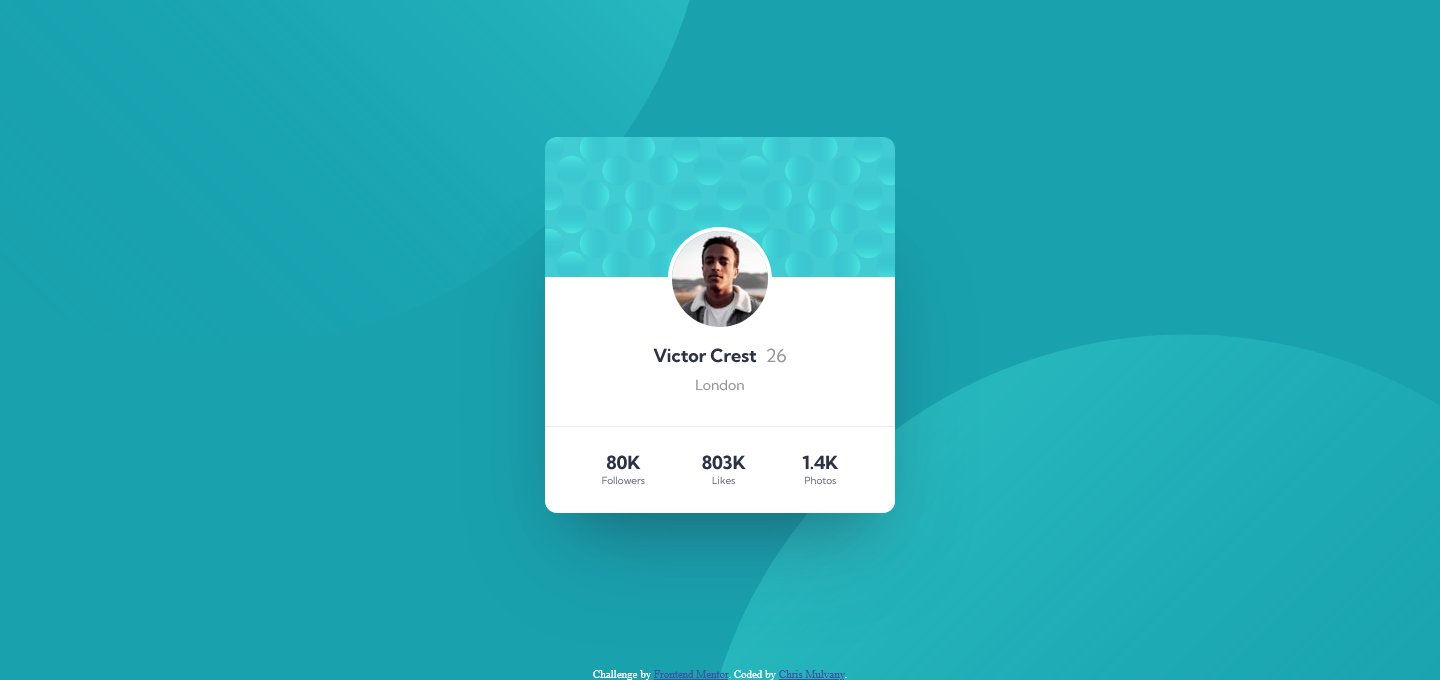 Victor Crest 26
London
80K 803K 1.4K
Followers Likes Photos
Challenge by Frontend Mentor. Coded by Chris Mulvany.